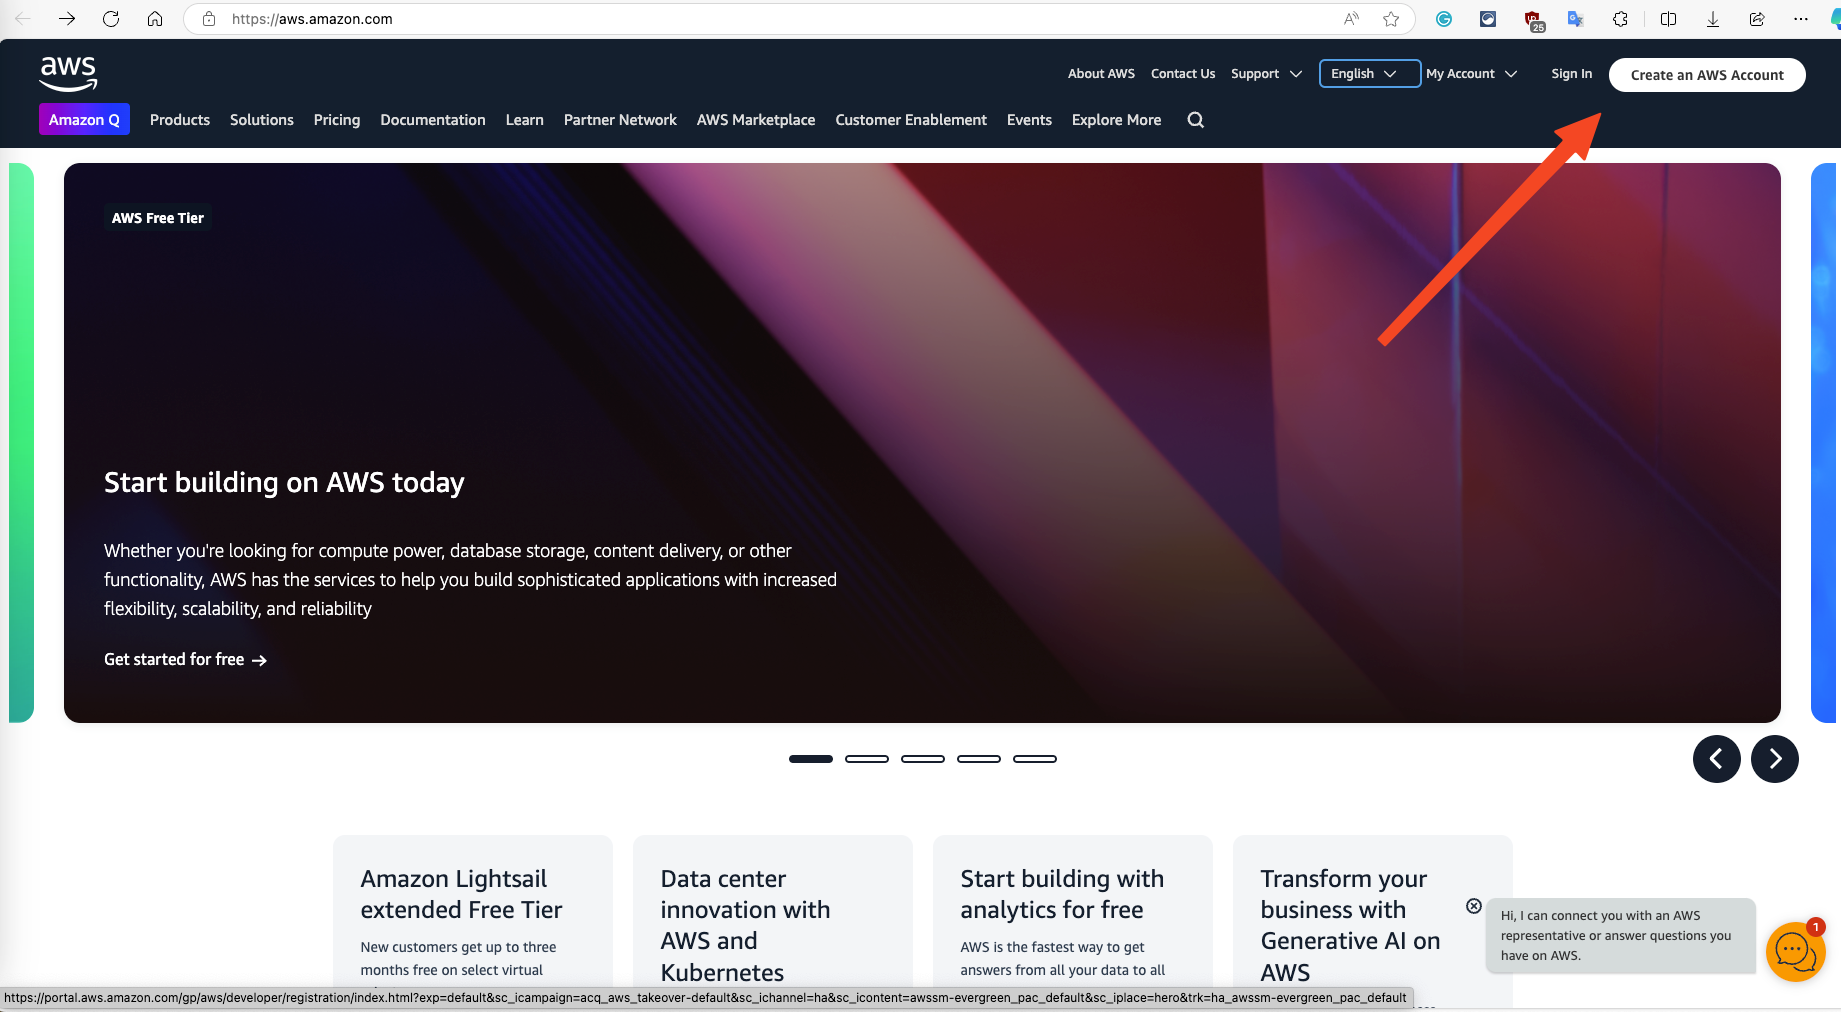 https://aws.amazon.com
25
aws
About AWS
Contact Us
Support
English
My Account
Sign In
Create an AWS Account
Amazon Q
Products
Solutions
Pricing
Documentation
Learn
Partner Network
AWS Marketplace
Customer Enablement
Events
Explore More
AWS Free Tier
Start building on AWS today
Whether you're looking for compute power, database storage, content delivery, or other
functionality, AWS has the services to help you build sophisticated applications with increased
flexibility, scalability, and reliability
Get started for free
Amazon Lightsail
extended Free Tier
New customers get up to three
months free on select virtual
Data center
innovation with
AWS and
Kubernetes
Start building with
analytics for free
AWS is the fastest way to get
answers from all your data to all
Transform your
business with
Generative AI on
AWS
Hi, I can connect you with an AWS
representative or answer questions you
have on AWS.
1
https://portal.aws.amazon.com/gp/aws/developer/registration/index.html?exp=default&sc_icampaign=acq_aws_takeover-default&sc_ichannel=ha&sc_icontent=awssm-evergreen_pac_default&sc_iplace=hero&trk=ha_awssm-evergreen_pac_default